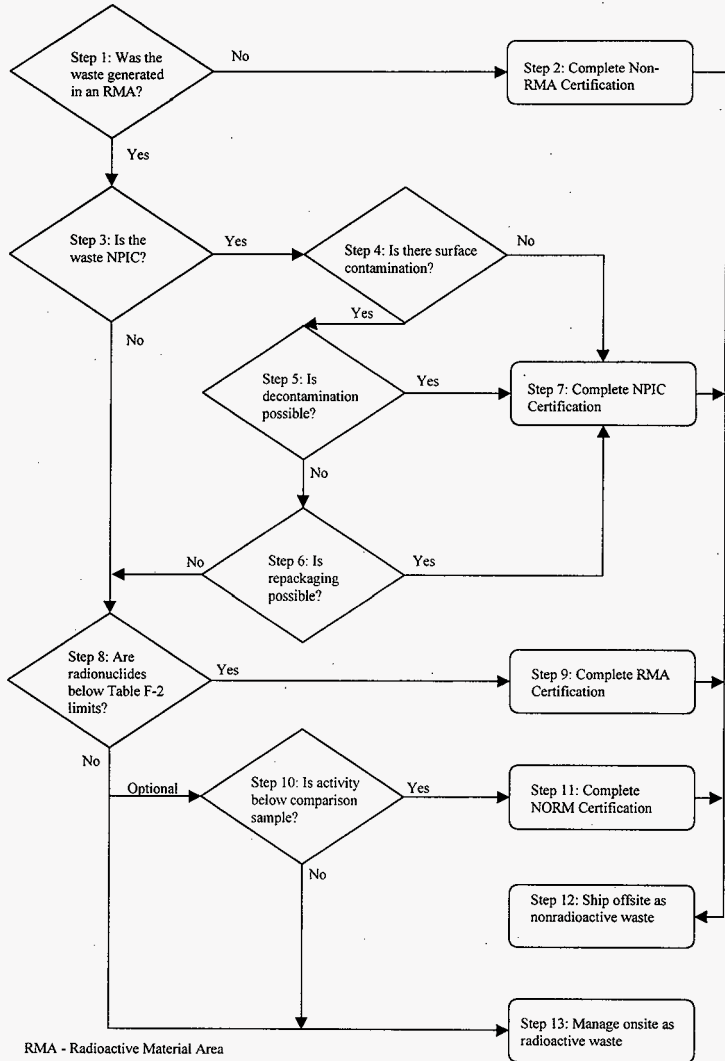 Step 1: Was the
waste generated
in an RMA?
No
Step 2: Complete Non-
RMA Certification
Yes
Step 3: Is the
waste NPIC?
Yes
Step 4: Is there surface
contamination?
No
Yes
No
Step 5: Is
decontamination
possible?
Yes
Step 7: Complete NPIC
Certification
No
Step 6: Is
repackaging
possible?
No
Yes
Step 8: Are
radionuclides
below Table F-2
limits?
Yes
Step 9: Complete RMA
Certification
No
Optional
Step 10: Is activity
below comparison
sample?
Yes
Step 11: Complete
NORM Certification
No
Step 12: Ship offsite as
nonradioactive waste
Step 13: Manage onsite as
radioactive waste
RMA - Radioactive Material Area